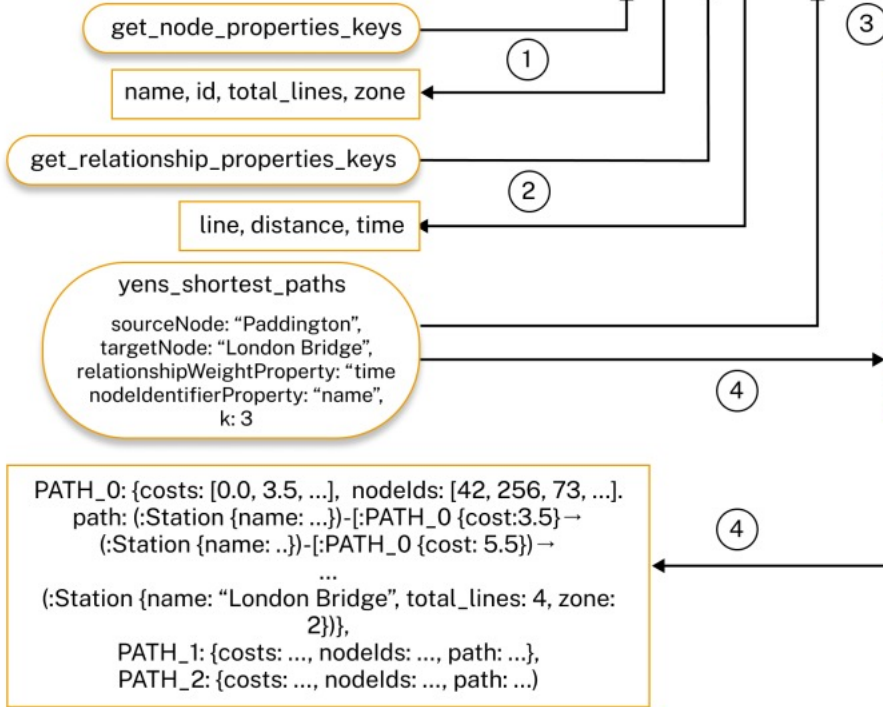 get_node_properties_keys
3
1
name, id, total_lines, zone
get_relationship_properties_keys
2
line, distance, time
yens_shortest_paths
sourceNode: “Paddington”,
targetNode: “London Bridge”,
relationshipWeightProperty: “time
nodeIdentifierProperty: “name”,
k: 3
4
PATH_0: {costs: [0.0, 3.5, ...], nodeIds: [42, 256, 73, ...].
path: (:Station {name: ...})-[:PATH_0 {cost:3.5}→
(:Station {name: ..})-[:PATH_0 {cost: 5.5})→
...
(:Station {name: “London Bridge”, total_lines: 4, zone:
2})},
PATH_1: {costs: ..., nodeIds: ..., path: ...},
PATH_2: {costs: ..., nodeIds: ..., path: ...)
4